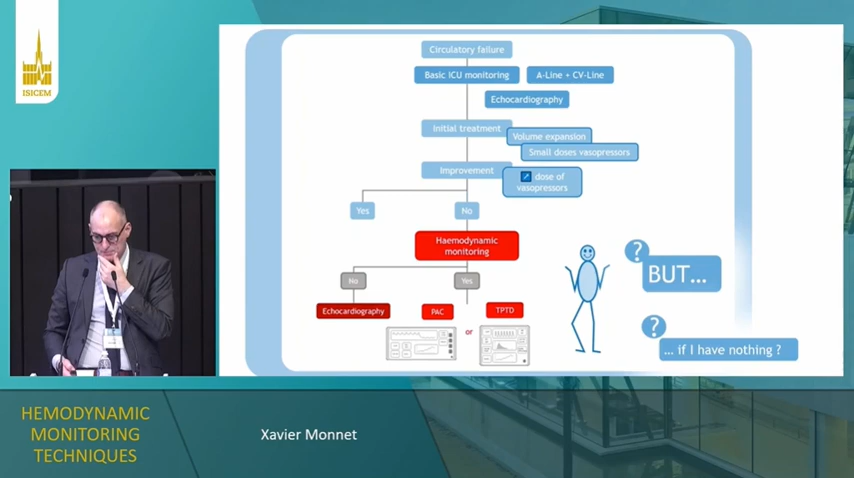 ISICEM
Circulatory failure
Basic ICU monitoring
A-Line + CV-Line
Echocardiography
Initial treatment
Volume expansion
Small doses vasopressors
Improvement
dose of
vasopressors
Yes
No
Haemodynamic
monitoring
No
Yes
Echocardiography
PAC
or
TPTD
?
BUT...
?
... if I have nothing ?
HEMODYNAMIC
MONITORING
TECHNIQUES
Xavier Monnet